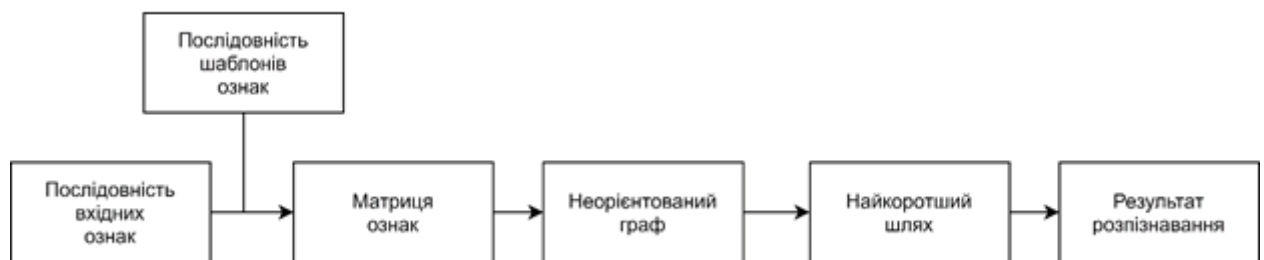 Послідовність
шаблонів
ознак
Послідовність
вхідних
ознак
Матриця
ознак
Неорієнтований
граф
Найкоротший
шлях
Результат
розпізнавання